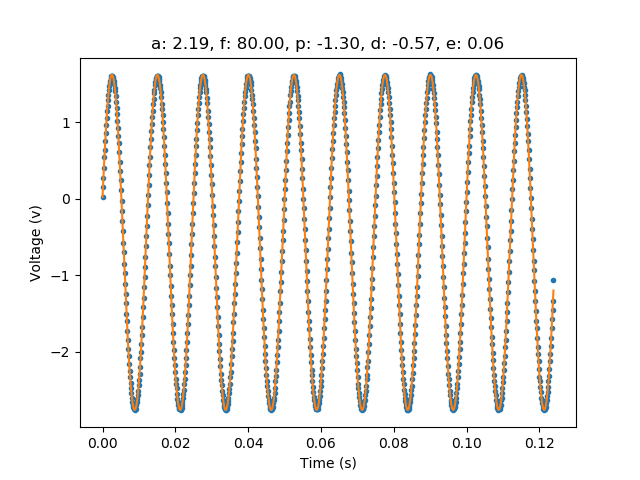 a: 2.19, f: 80.00, p: -1.30, d: -0.57, e: 0.06
1
0
−1
−2
Voltage (v)
0.00 0.02 0.04 0.06 0.08 0.10 0.12
Time (s)